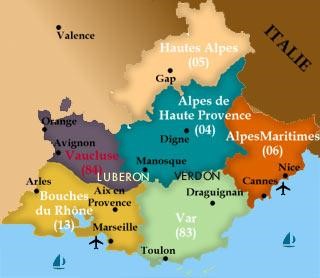 Valence
Hautes Alpes
(05)
ITALIE
Gap
Alpes de
Haute Provence
(04)
Orange
Digne
AlpesMaritimes
(06)
Avignon
Vaucluse
(84)
Manosque
LUBERON
VERDON
Nice
Arles
Cannes
Bouches
du Rhône
(13)
Aix en
Provence
Draguignan
Var
(83)
Marseille
Toulon